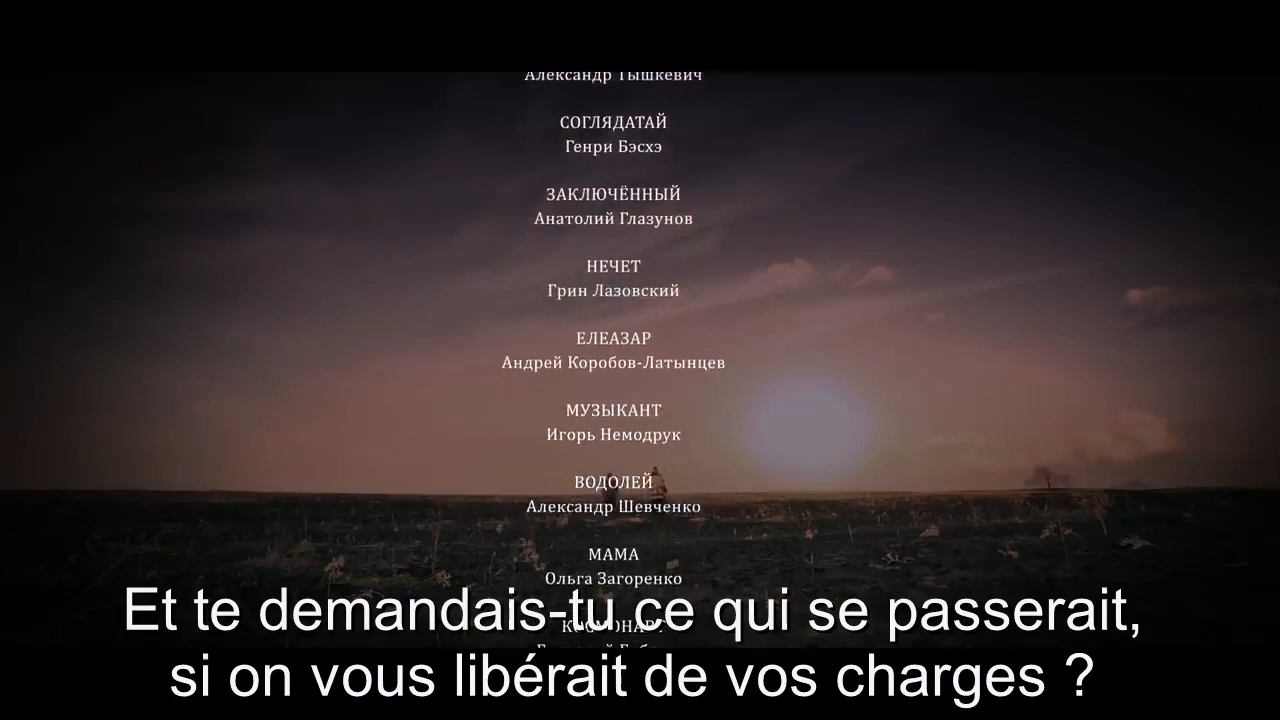 Александр Тышкевич
СОГЛЯДАТАЙ
Генри Бэсхэ
ЗАКЛЮЧЁННЫЙ
Анатолий Глазунов
НЕЧЕТ
Грин Лазовский
ЕЛЕАЗАР
Андрей Коробов-Латынцев
МУЗЫКАНТ
Игорь Немодрук
ВОДОЛЕЙ
Александр Шевченко
МАМА
Ольга Загоренко
КОСМОНАВТ
Et te demandais-tu ce qui se passerait,
si on vous libérait de vos charges ?